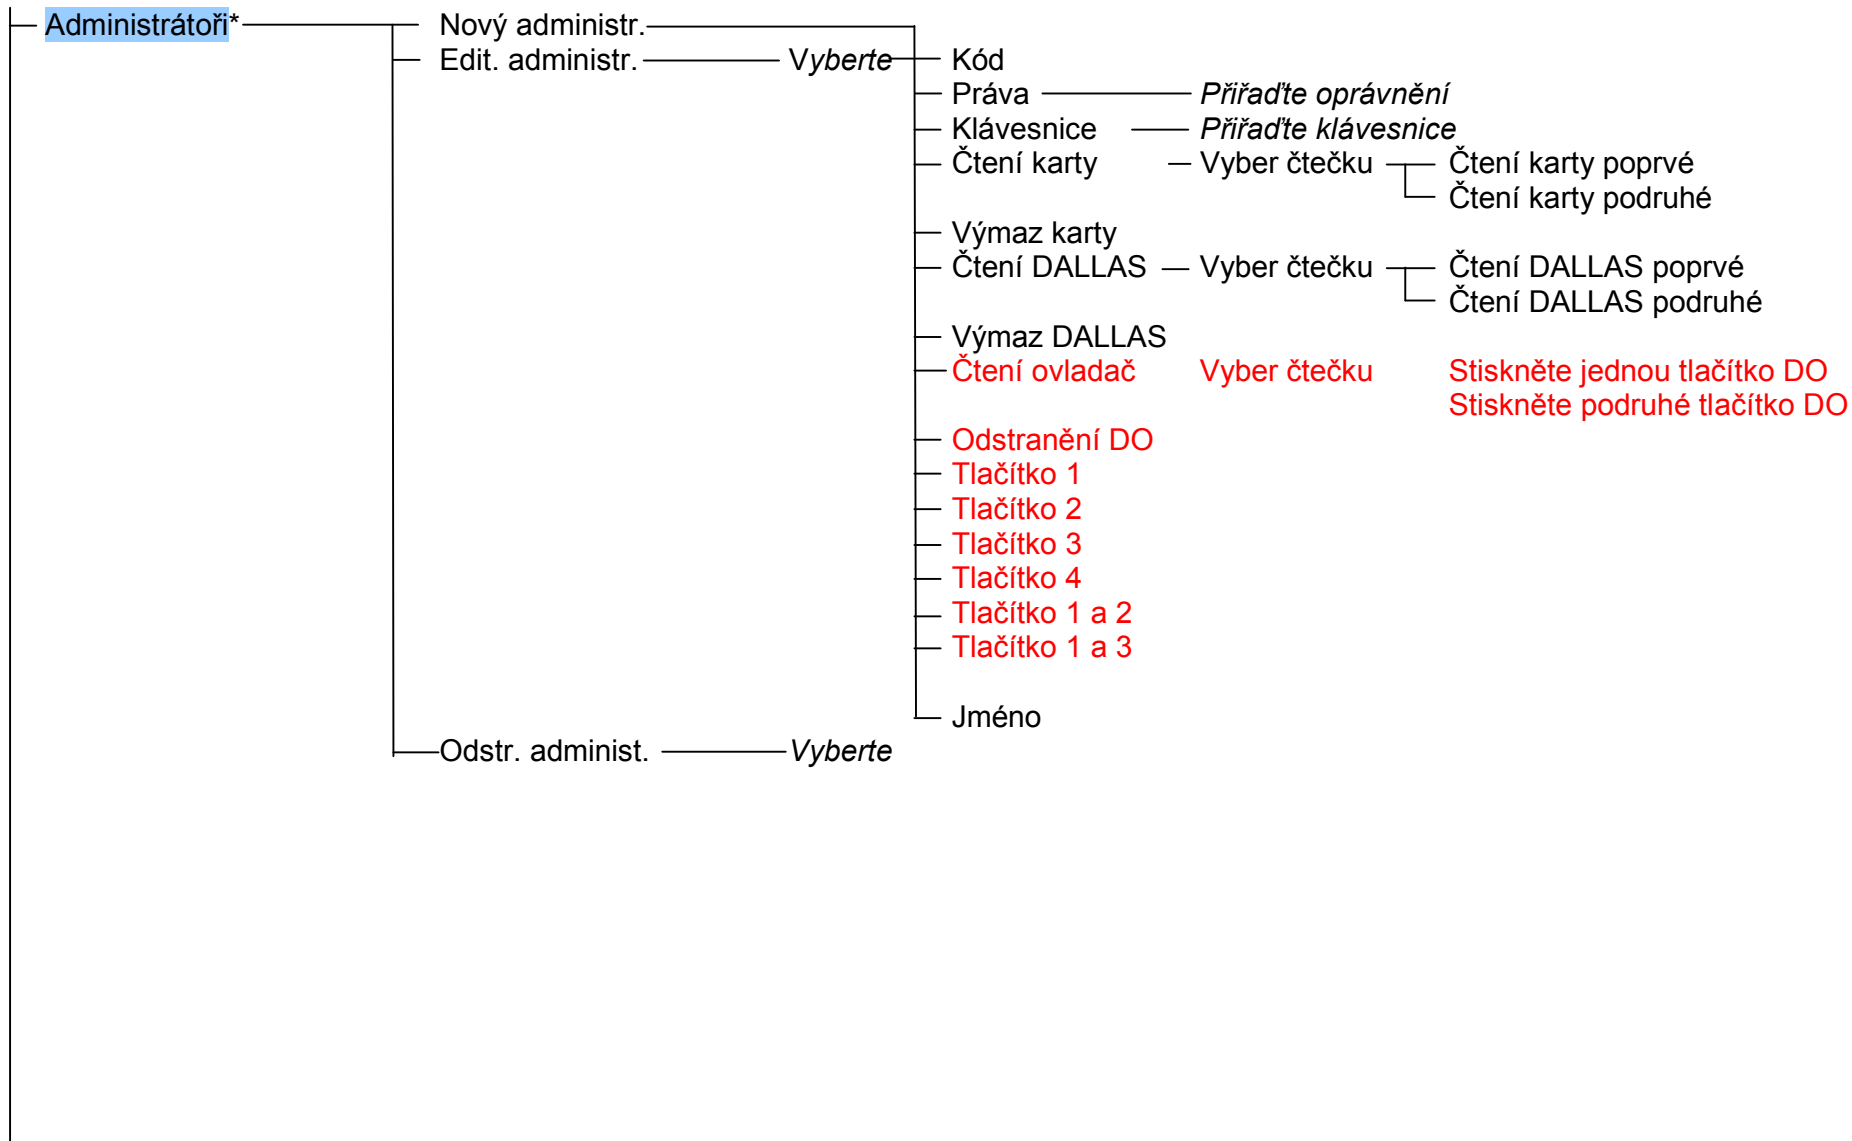 Administrátoři* Nový administr.
Edit. administr. Vyberte Kód
Práva Přiřaďte oprávnění
Klávesnice Přiřaďte klávesnice
Čtení karty Vyber čtečku Čtení karty poprvé
Čtení karty podruhé
Výmaz karty
Čtení DALLAS Vyber čtečku Čtení DALLAS poprvé
Čtení DALLAS podruhé
Výmaz DALLAS
Čtení ovladač Vyber čtečku Stiskněte jednou tlačítko DO
Stiskněte podruhé tlačítko DO
Odstranění DO
Tlačítko 1
Tlačítko 2
Tlačítko 3
Tlačítko 4
Tlačítko 1 a 2
Tlačítko 1 a 3
Jméno
Odstr. administ. Vyberte